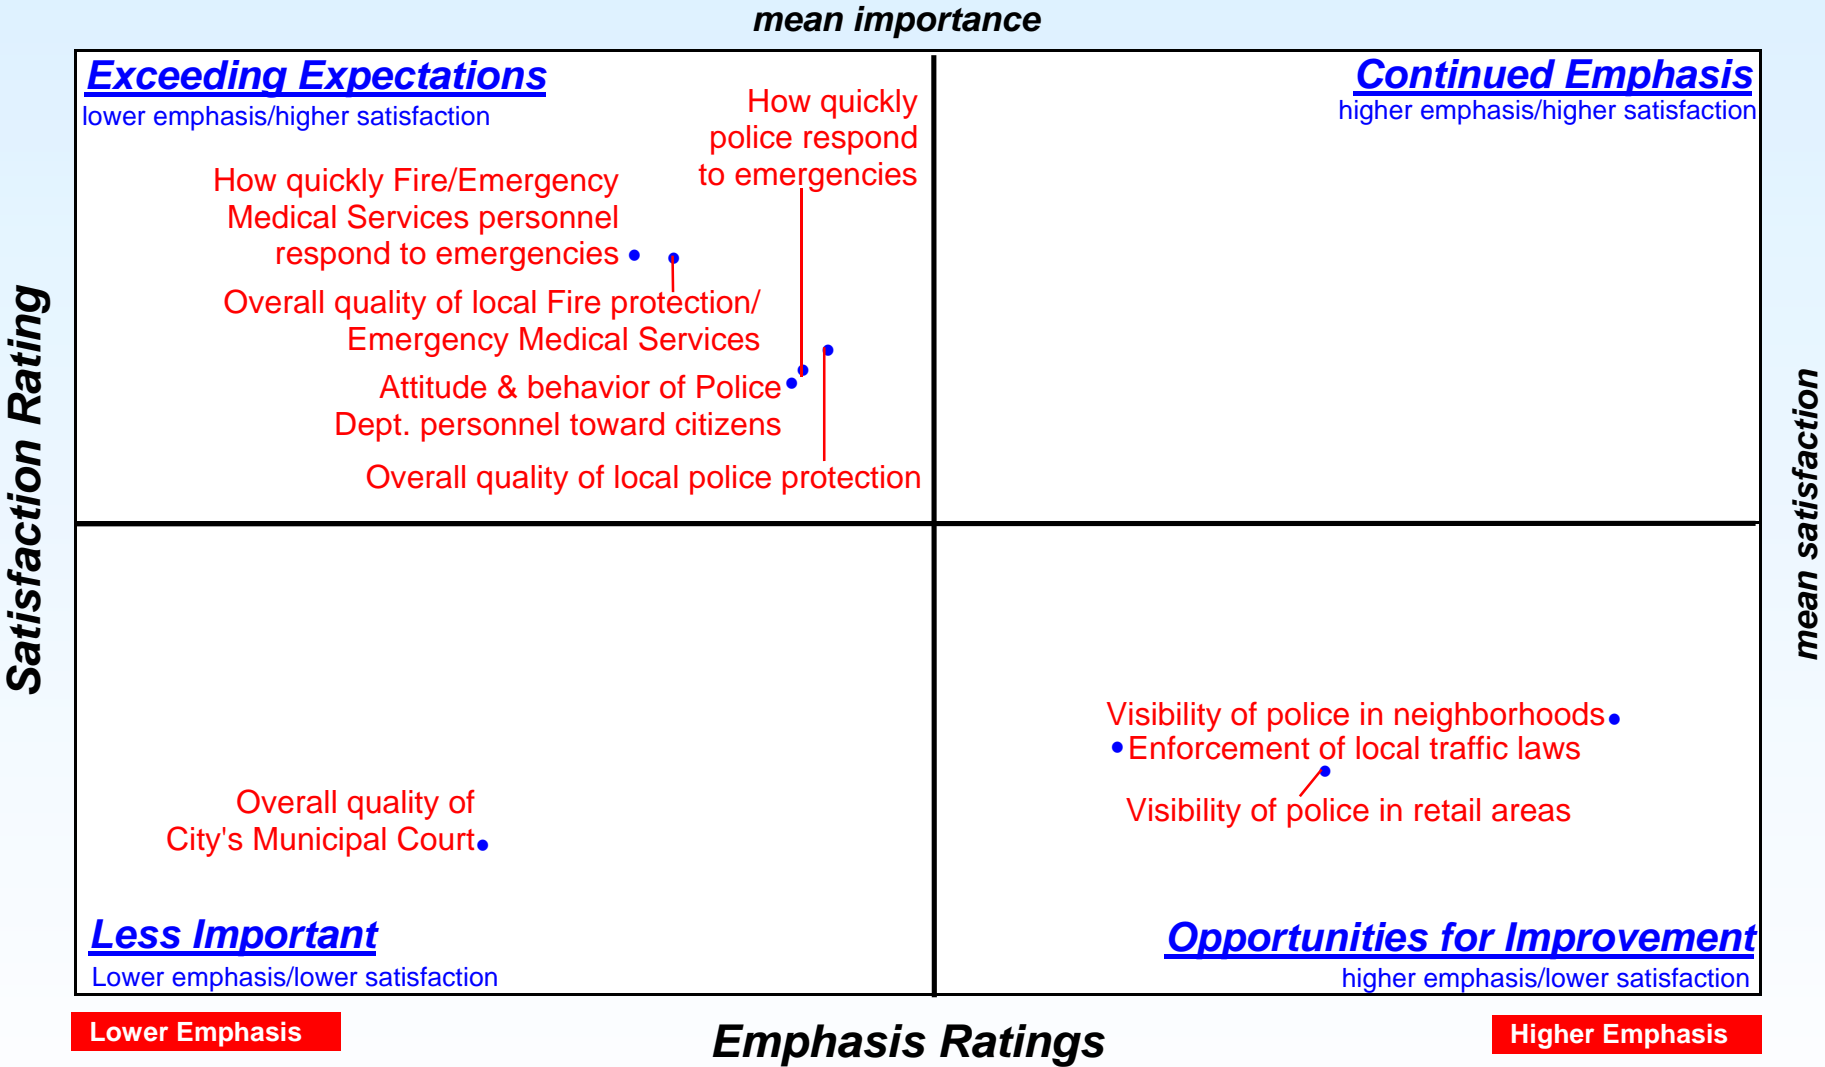 mean importance
Exceeding Expectations
lower emphasis/higher satisfaction
Continued Emphasis
higher emphasis/higher satisfaction
How quickly
police respond
to emergencies
How quickly Fire/Emergency
Medical Services personnel
respond to emergencies
Overall quality of local Fire protection/
Emergency Medical Services
Attitude & behavior of Police
Dept. personnel toward citizens
Overall quality of local police protection
Satisfaction Rating
mean satisfaction
Visibility of police in neighborhoods
Enforcement of local traffic laws
Visibility of police in retail areas
Overall quality of
City's Municipal Court
Less Important
Lower emphasis/lower satisfaction
Opportunities for Improvement
higher emphasis/lower satisfaction
Lower Emphasis
Emphasis Ratings
Higher Emphasis